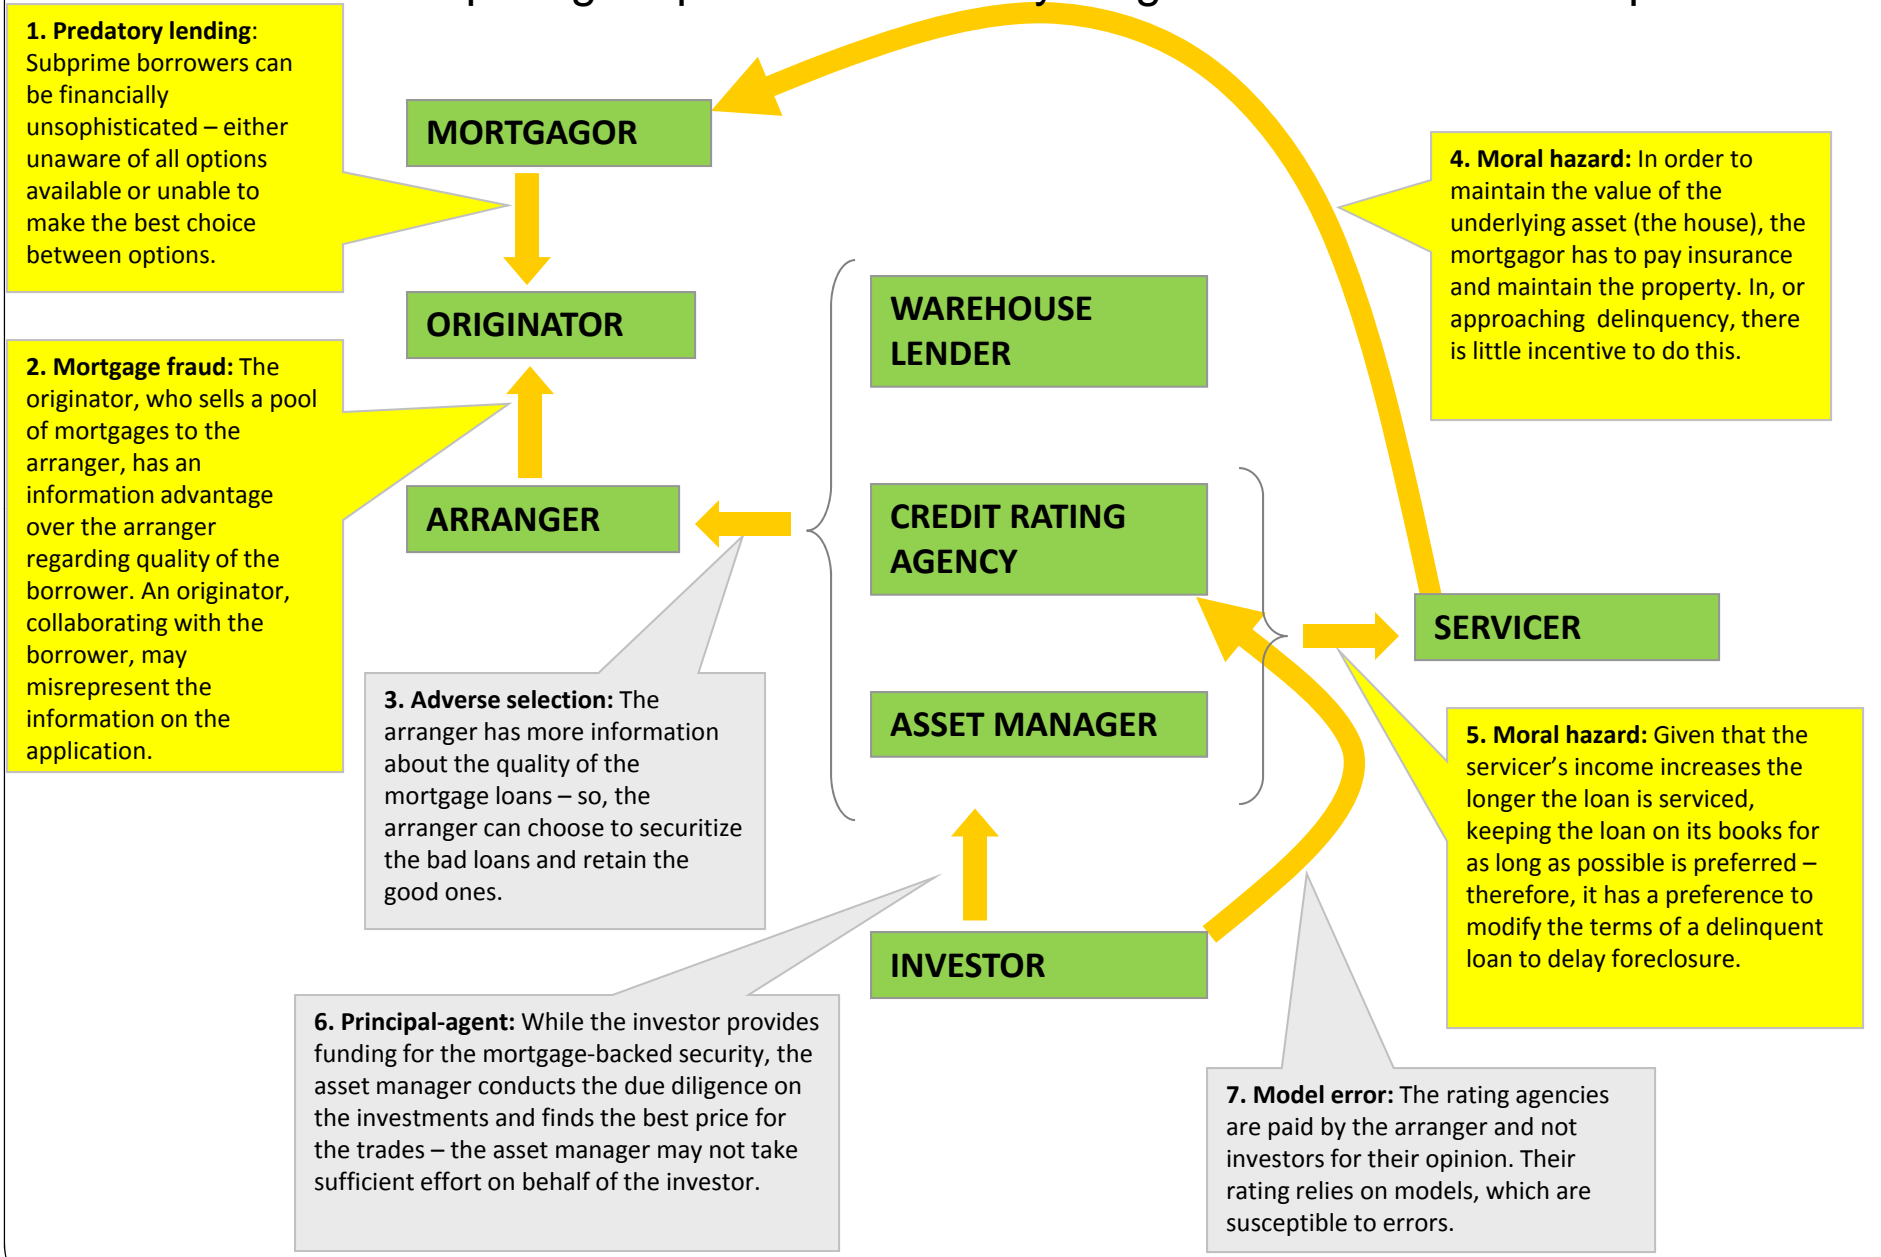 1. Predatory lending:
Subprime borrowers can
be financially
unsophisticated – either
unaware of all options
available or unable to
make the best choice
between options.
MORTGAGOR
4. Moral hazard: In order to
maintain the value of the
underlying asset (the house), the
mortgagor has to pay insurance
and maintain the property. In, or
approaching delinquency, there
is little incentive to do this.
ORIGINATOR
WAREHOUSE
LENDER
2. Mortgage fraud: The
originator, who sells a pool
of mortgages to the
arranger, has an
information advantage
over the arranger
regarding quality of the
borrower. An originator,
collaborating with the
borrower, may
misrepresent the
information on the
application.
ARRANGER
CREDIT RATING
AGENCY
SERVICER
3. Adverse selection: The
arranger has more information
about the quality of the
mortgage loans – so, the
arranger can choose to securitize
the bad loans and retain the
good ones.
ASSET MANAGER
5. Moral hazard: Given that the
servicer’s income increases the
longer the loan is serviced,
keeping the loan on its books for
as long as possible is preferred –
therefore, it has a preference to
modify the terms of a delinquent
loan to delay foreclosure.
INVESTOR
6. Principal-agent: While the investor provides
funding for the mortgage-backed security, the
asset manager conducts the due diligence on
the investments and finds the best price for
the trades – the asset manager may not take
sufficient effort on behalf of the investor.
7. Model error: The rating agencies
are paid by the arranger and not
investors for their opinion. Their
rating relies on models, which are
susceptible to errors.